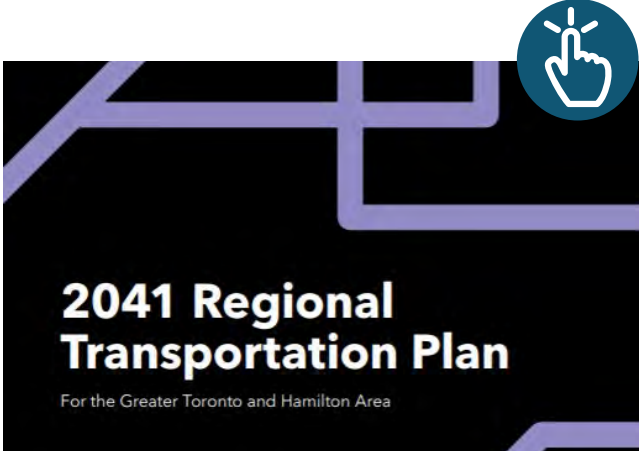 2041 Regional
Transportation Plan
For the Greater Toronto and Hamilton Area